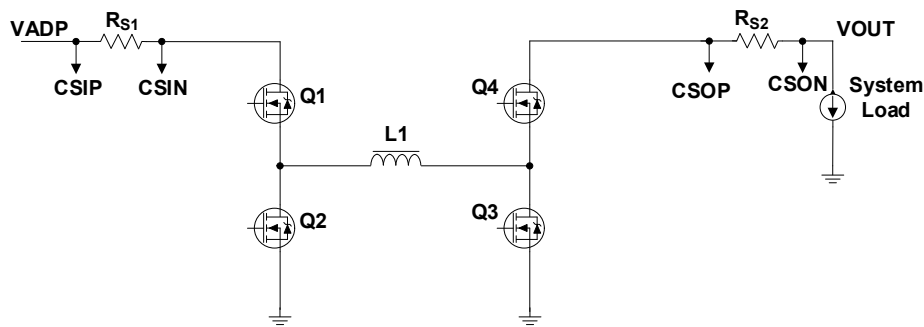 VADP
RS1
CSIP
CSIN
Q1
Q2
L1
Q4
Q3
CSOP
RS2
CSON
VOUT
System
Load